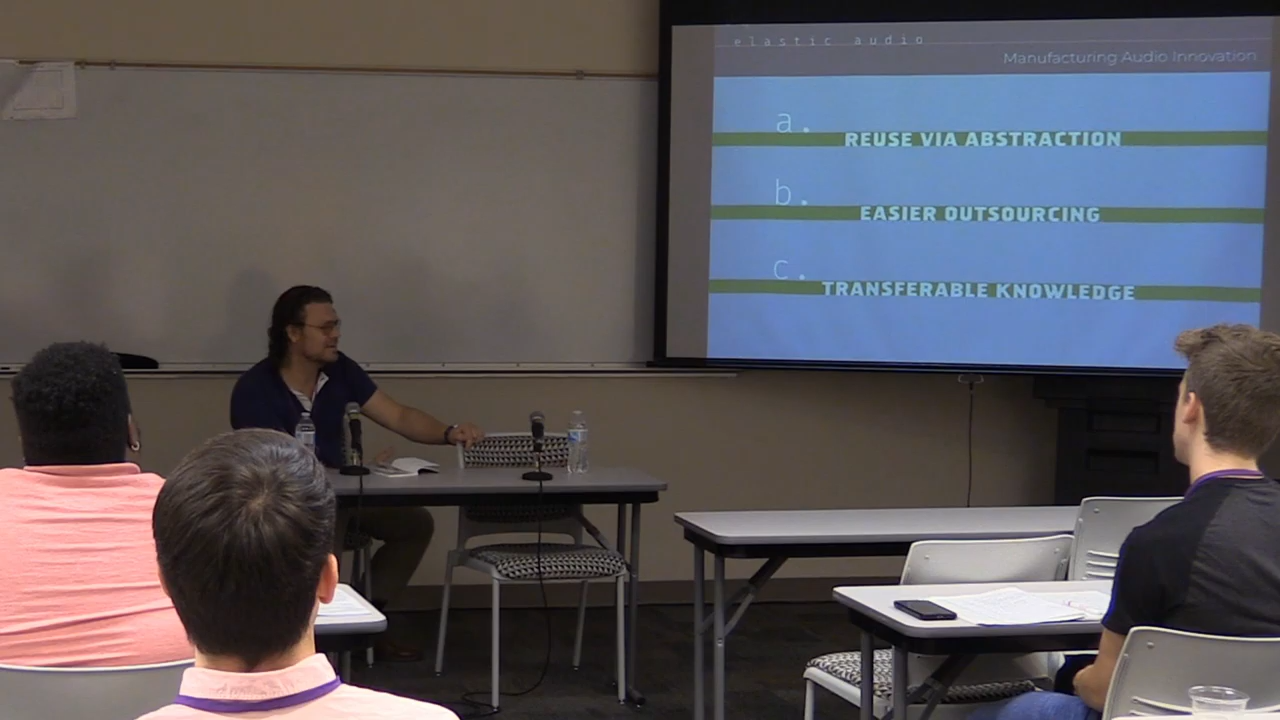 elastic audio
Manufacturing Audio Innovation
a.
REUSE VIA ABSTRACTION
b.
EASIER OUTSOURCING
c.
TRANSFERABLE KNOWLEDGE